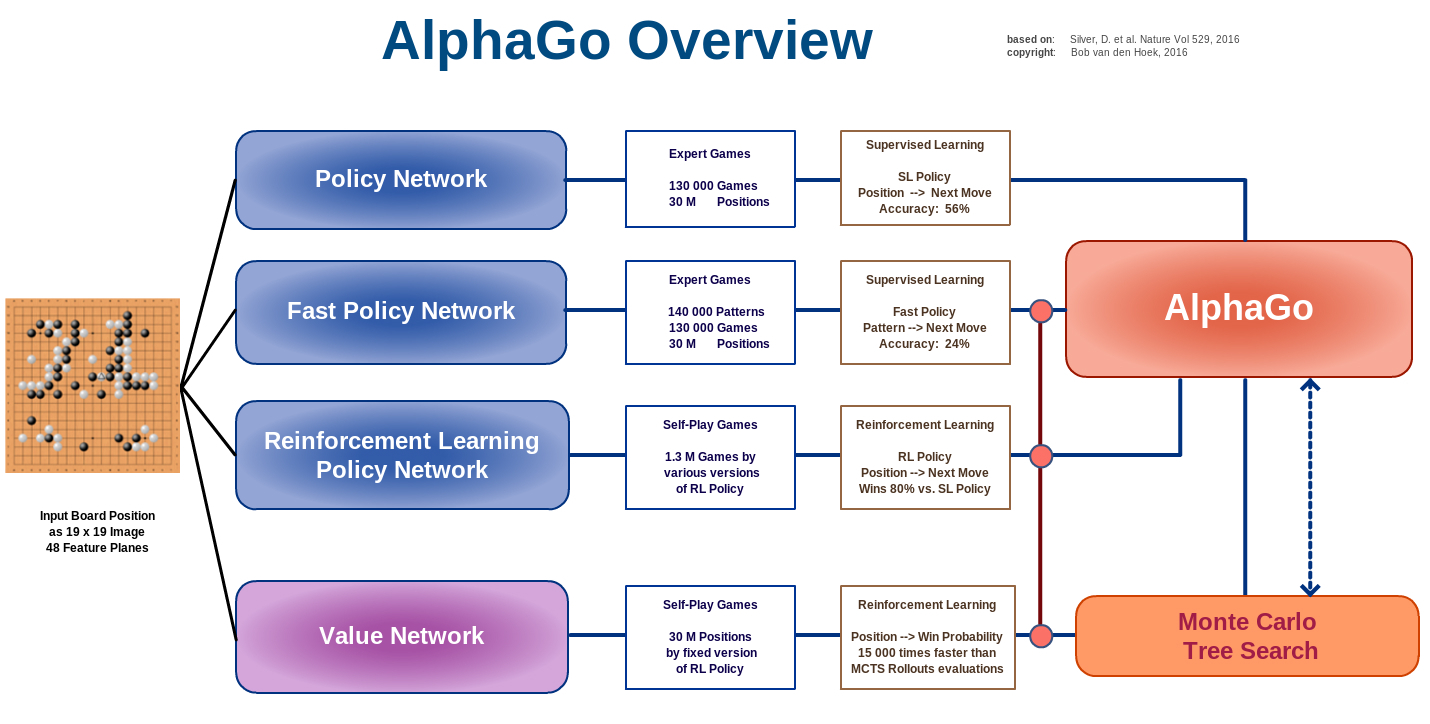 AlphaGo Overview
based on: Silver, D. et al. Nature Vol 529, 2016
copyright: Bob van den Hoek, 2016
Policy Network
Expert Games
130 000 Games
30 M Positions
Supervised Learning
SL Policy
Position --> Next Move
Accuracy: 56%
Fast Policy Network
Expert Games
140 000 Patterns
130 000 Games
30 M Positions
Supervised Learning
Fast Policy
Pattern --> Next Move
Accuracy: 24%
AlphaGo
Reinforcement Learning
Policy Network
Self-Play Games
1.3 M Games by
various versions
of RL Policy
Reinforcement Learning
RL Policy
Position --> Next Move
Wins 80% vs. SL Policy
Input Board Position
as 19 x 19 Image
48 Feature Planes
Value Network
Self-Play Games
30 M Positions
by fixed version
of RL Policy
Reinforcement Learning
Position --> Win Probability
15 000 times faster than
MCTS Rollouts evaluations
Monte Carlo
Tree Search